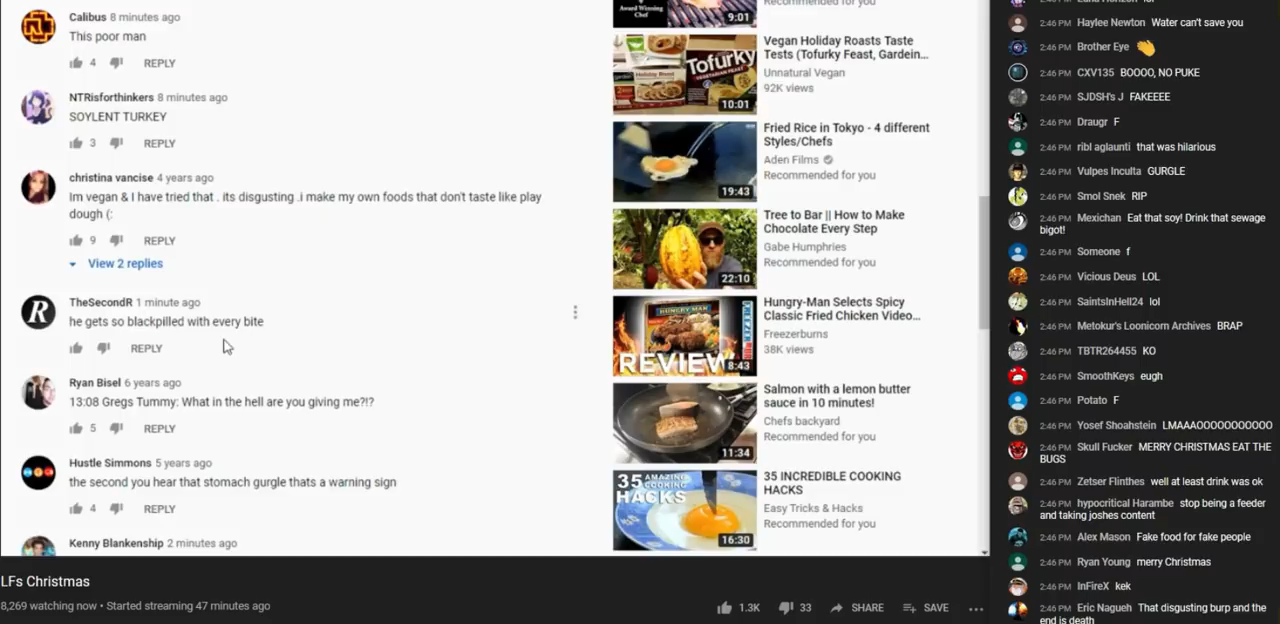 Calibus 8 minutes ago
This poor man
4 REPLY
NTRisforthinkers 8 minutes ago
SOYLENT TURKEY
3 REPLY
christina vancise 4 years ago
Im vegan & I have tried that . its disgusting .i make my own foods that don't taste like play
dough (:
9 REPLY
View 2 replies
TheSecondR 1 minute ago
he gets so blackpilled with every bite
REPLY
Ryan Bisel 6 years ago
13:08 Gregs Tummy: What in the hell are you giving me?!?
5 REPLY
Hustle Simmons 5 years ago
the second you hear that stomach gurgle thats a warning sign
4 REPLY
Kenny Blankenship 2 minutes ago
Award Winning
Chef
9:01
Recommended for you
Tofurky
10:01
Vegan Holiday Roasts Taste
Tests (Tofurky Feast, Gardein...
Unnatural Vegan
92K views
19:43
Fried Rice in Tokyo - 4 different
Styles/Chefs
Aden Films
Recommended for you
22:10
Tree to Bar || How to Make
Chocolate Every Step
Gabe Humphries
Recommended for you
HUNGRY-MAN
REVIEW
8:43
Hungry-Man Selects Spicy
Classic Fried Chicken Video...
Freezerburns
38K views
11:34
Salmon with a lemon butter
sauce in 10 minutes!
Chefs backyard
Recommended for you
35 AMAZING
COOKING
HACKS
16:30
35 INCREDIBLE COOKING
HACKS
Easy Tricks & Hacks
Recommended for you
LFs Christmas
8,269 watching now • Started streaming 47 minutes ago
1.3K 33 SHARE SAVE
2:46 PM Haylee Newton Water can't save you
2:46 PM Brother Eye 👏
2:46 PM CXV135 BOOOO, NO PUKE
2:46 PM SJDSH's J FAKEEEE
2:46 PM Draugr F
2:46 PM ribl aglaunti that was hilarious
2:46 PM Vulpes Inculta GURGLE
2:46 PM Smol Snek RIP
2:46 PM Mexichan Eat that soy! Drink that sewage
bigot!
2:46 PM Someone f
2:46 PM Vicious Deus LOL
2:46 PM SaintsInHell24 lol
2:46 PM Metokur's Loonicorn Archives BRAP
2:46 PM TBTR264455 KO
2:46 PM SmoothKeys eugh
2:46 PM Potato F
2:46 PM Yosef Shoahstein LMAAAOOOOOOOOOOO
2:46 PM Skull Fucker MERRY CHRISTMAS EAT THE
BUGS
2:46 PM Zetser Flinthes well at least drink was ok
2:46 PM hypocritical Harambe stop being a feeder
and taking joshes content
2:46 PM Alex Mason Fake food for fake people
2:46 PM Ryan Young merry Christmas
2:46 PM InFireX kek
2:46 PM Eric Nagueh That disgusting burp and the
end is death